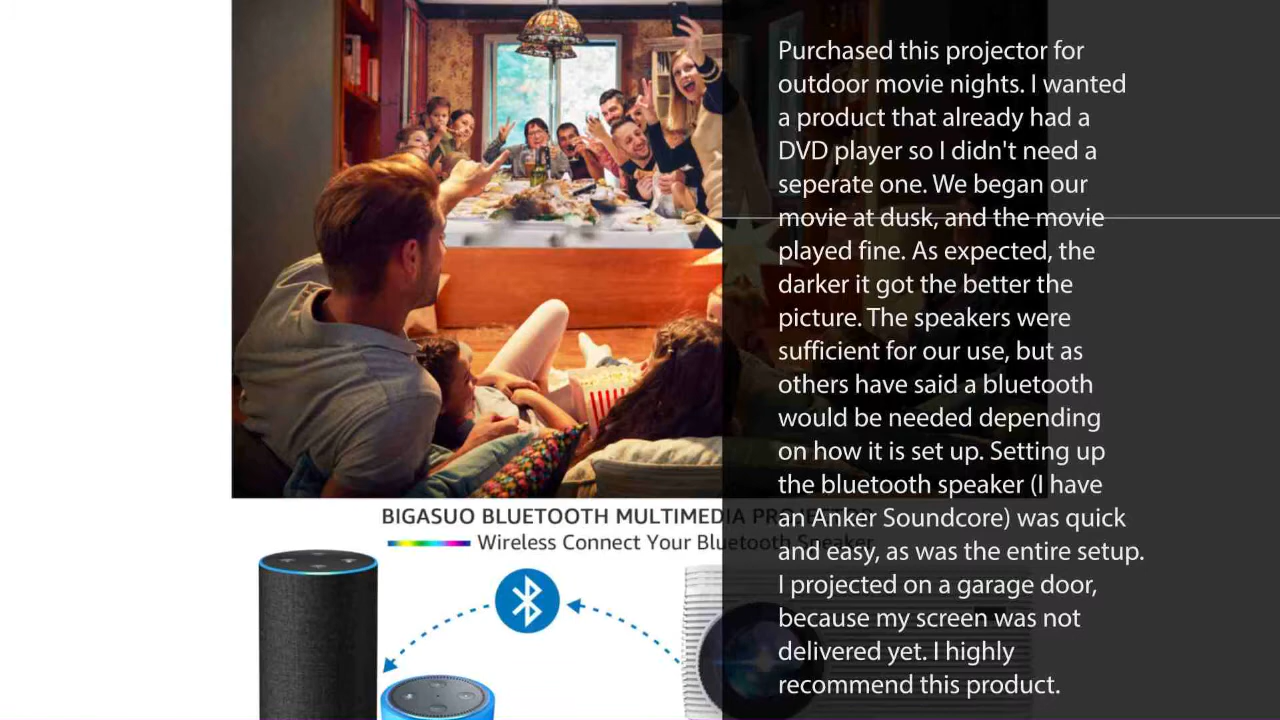 Purchased this projector for
outdoor movie nights. I wanted
a product that already had a
DVD player so I didn't need a
seperate one. We began our
movie at dusk, and the movie
played fine. As expected, the
darker it got the better the
picture. The speakers were
sufficient for our use, but as
others have said a bluetooth
would be needed depending
on how it is set up. Setting up
the bluetooth speaker (I have
an Anker Soundcore) was quick
and easy, as was the entire setup.
I projected on a garage door,
because my screen was not
delivered yet. I highly
recommend this product.
BIGASUO BLUETOOTH MULTIMEDIA PROJECTOR
Wireless Connect Your Bluetooth Speaker